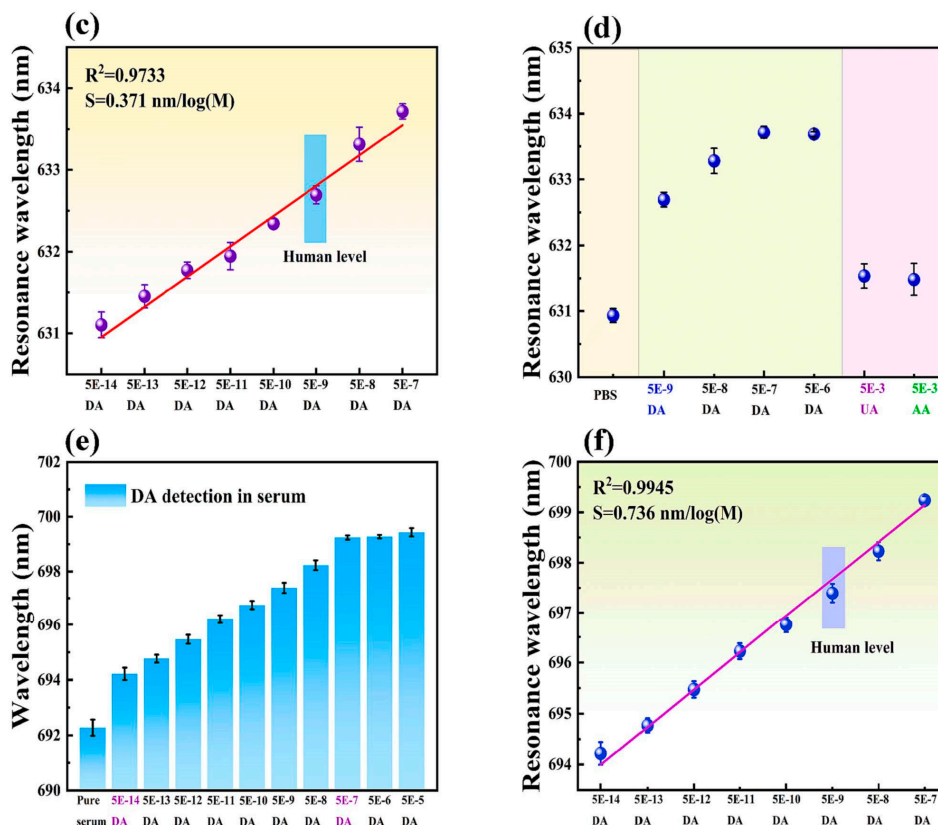 (c)
R²=0.9733
S=0.371 nm/log(M)
Human level
Resonance wavelength (nm)
634
633
632
631
5E-14 5E-13 5E-12 5E-11 5E-10 5E-9 5E-8 5E-7
DA DA DA DA DA DA DA DA
(d)
Resonance wavelength (nm)
635
634
633
632
631
630
PBS 5E-9 5E-8 5E-7 5E-6 5E-3 5E-3
DA DA DA DA UA AA
(e)
DA detection in serum
Wavelength (nm)
702
700
698
696
694
692
690
Pure 5E-14 5E-13 5E-12 5E-11 5E-10 5E-9 5E-8 5E-7 5E-6 5E-5
serum DA DA DA DA DA DA DA DA DA DA
(f)
R²=0.9945
S=0.736 nm/log(M)
Human level
Resonance wavelength (nm)
700
699
698
697
696
695
694
5E-14 5E-13 5E-12 5E-11 5E-10 5E-9 5E-8 5E-7
DA DA DA DA DA DA DA DA